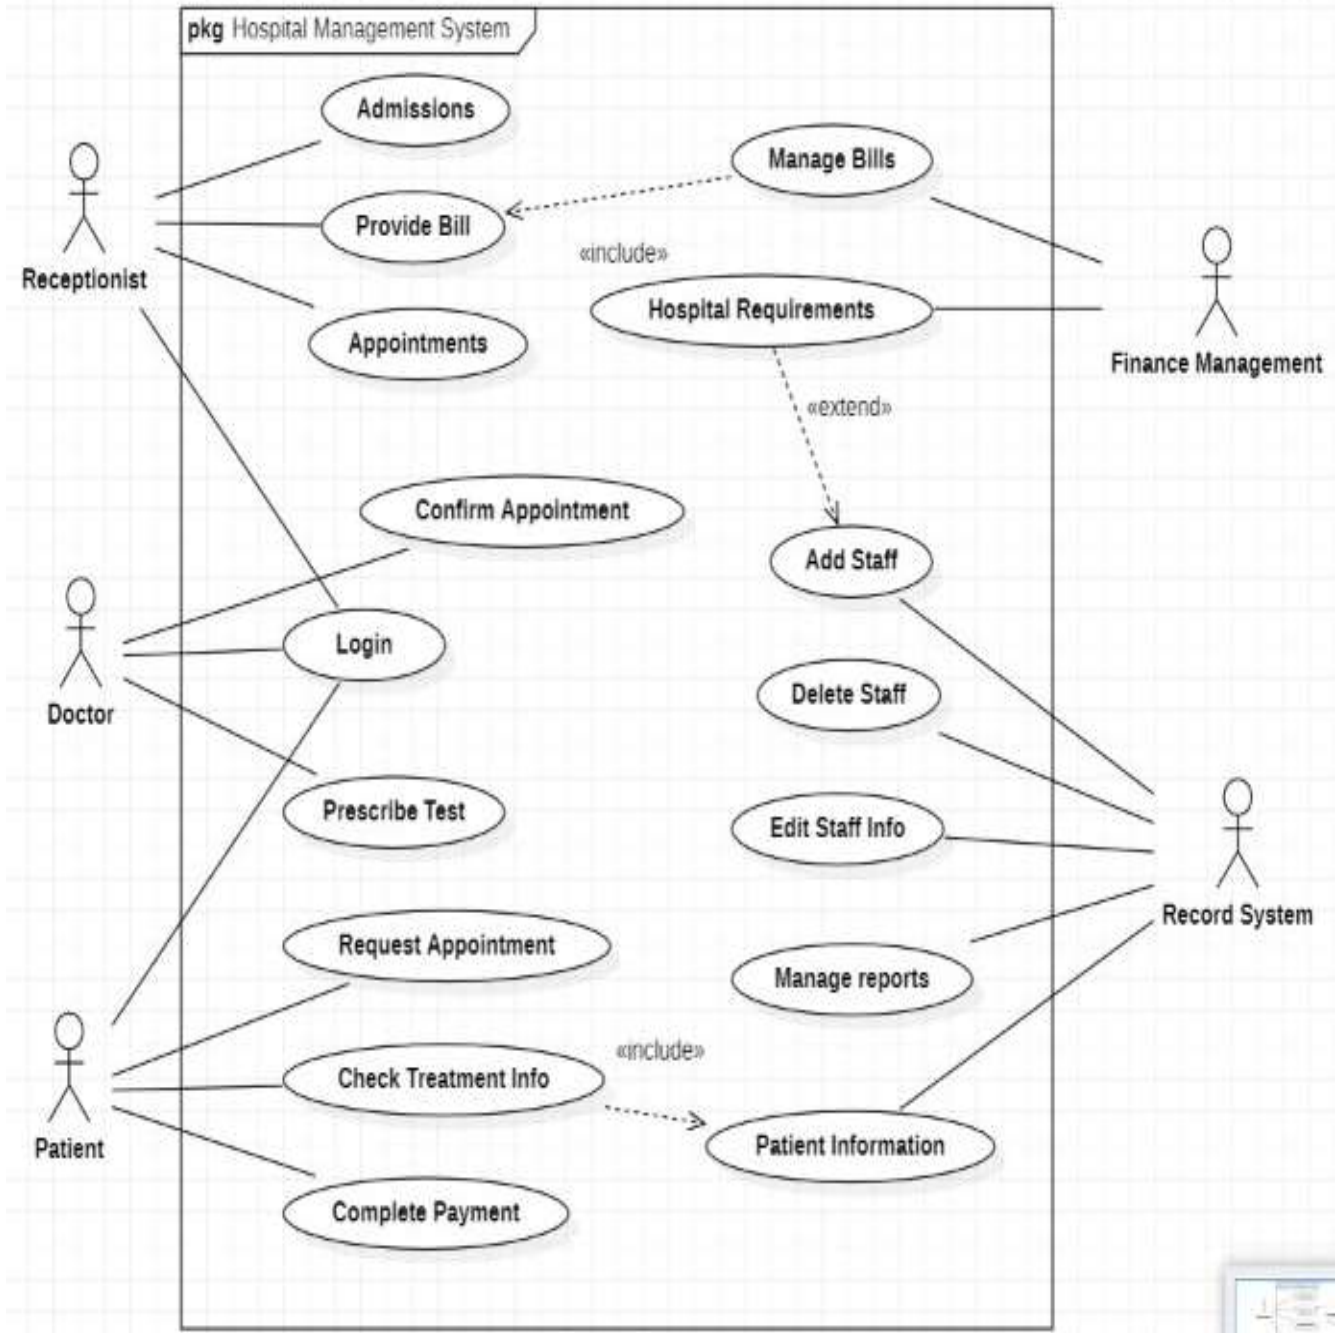 pkg Hospital Management System
Admissions
Manage Bills
Provide Bill
«include»
Receptionist
Hospital Requirements
Appointments
Finance Management
«extend»
Confirm Appointment
Add Staff
Login
Delete Staff
Doctor
Prescribe Test
Edit Staff Info
Record System
Request Appointment
Manage reports
«include»
Check Treatment Info
Patient
Patient Information
Complete Payment